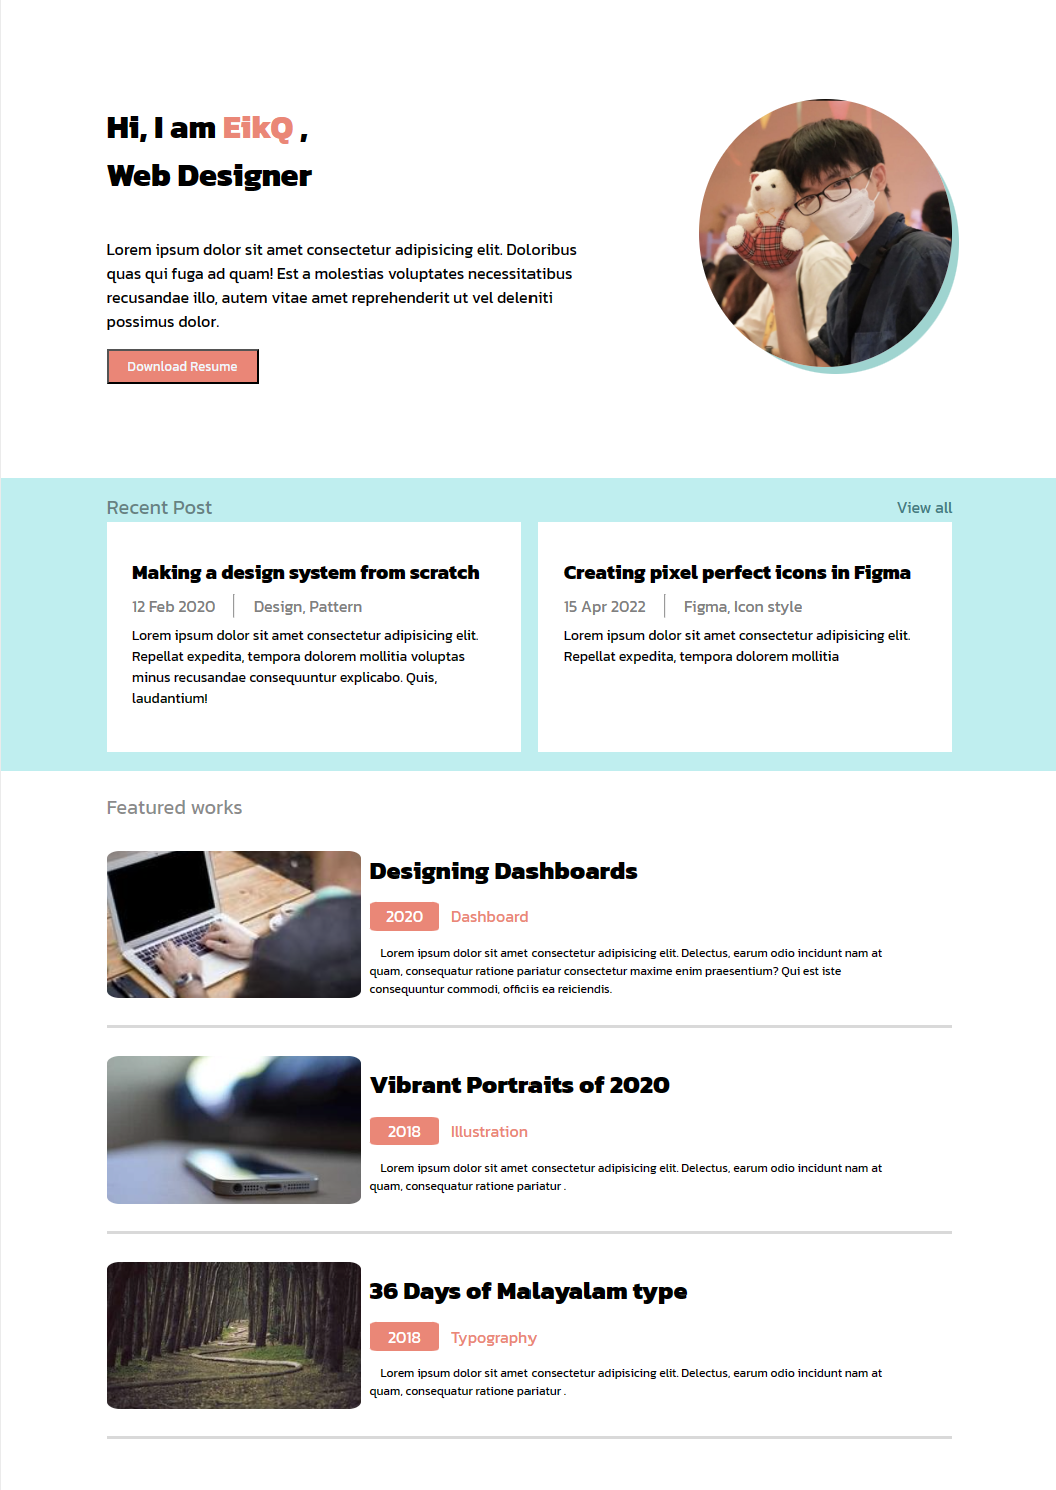 Hi, I am EikQ ,
Web Designer
Lorem ipsum dolor sit amet consectetur adipisicing elit. Doloribus
quas qui fuga ad quam! Est a molestias voluptates necessitatibus
recusandae illo, autem vitae amet reprehenderit ut vel deleniti
possimus dolor.
Download Resume
Recent Post
View all
Making a design system from scratch
12 Feb 2020 | Design, Pattern
Lorem ipsum dolor sit amet consectetur adipisicing elit.
Repellat expedita, tempora dolorem mollitia voluptas
minus recusandae consequuntur explicabo. Quis,
laudantium!
Creating pixel perfect icons in Figma
15 Apr 2022 | Figma, Icon style
Lorem ipsum dolor sit amet consectetur adipisicing elit.
Repellat expedita, tempora dolorem mollitia
Featured works
Designing Dashboards
2020 Dashboard
Lorem ipsum dolor sit amet consectetur adipisicing elit. Delectus, earum odio incidunt nam at
quam, consequatur ratione pariatur consectetur maxime enim praesentium? Qui est iste
consequuntur commodi, officiis ea reiciendis.
Vibrant Portraits of 2020
2018 Illustration
Lorem ipsum dolor sit amet consectetur adipisicing elit. Delectus, earum odio incidunt nam at
quam, consequatur ratione pariatur .
36 Days of Malayalam type
2018 Typography
Lorem ipsum dolor sit amet consectetur adipisicing elit. Delectus, earum odio incidunt nam at
quam, consequatur ratione pariatur .